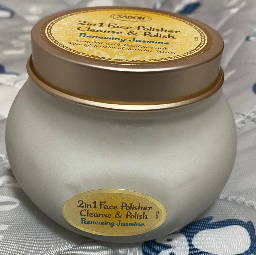 SABON
2in1 Face Polisher
Cleanse & Polish
Renewing Jasmine
2in1 Face Polisher
Cleanse & Polish
Renewing Jasmine